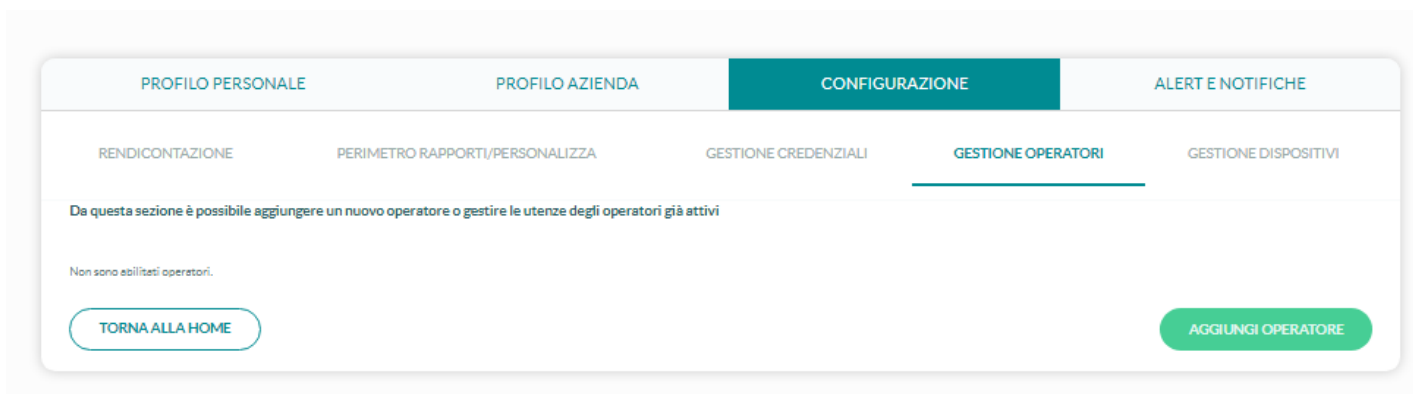 PROFILO PERSONALE PROFILO AZIENDA CONFIGURAZIONE ALERT E NOTIFICHE
RENDICONTAZIONE PERIMETRO RAPPORTI/PERSONALIZZA GESTIONE CREDENZIALI GESTIONE OPERATORI GESTIONE DISPOSITIVI
Da questa sezione è possibile aggiungere un nuovo operatore o gestire le utenze degli operatori già attivi
Non sono abilitati operatori.
TORNA ALLA HOME AGGIUNGI OPERATORE